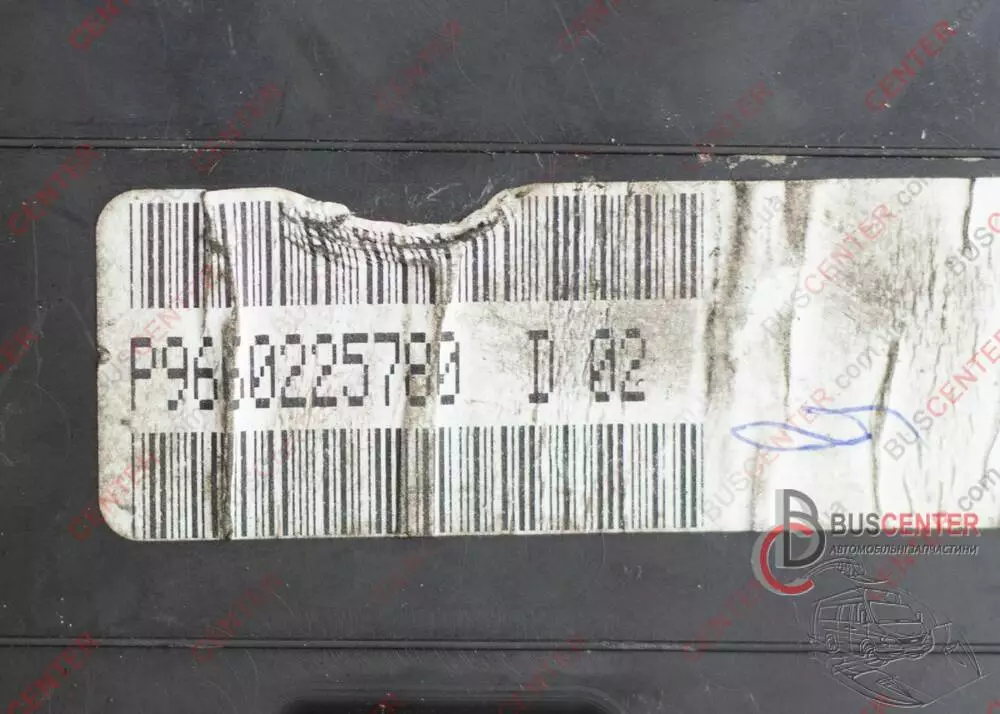 P9660225780 D 02
BUSCENTER
АВТОМОБІЛЬНІ ЗАПЧАСТИНИ